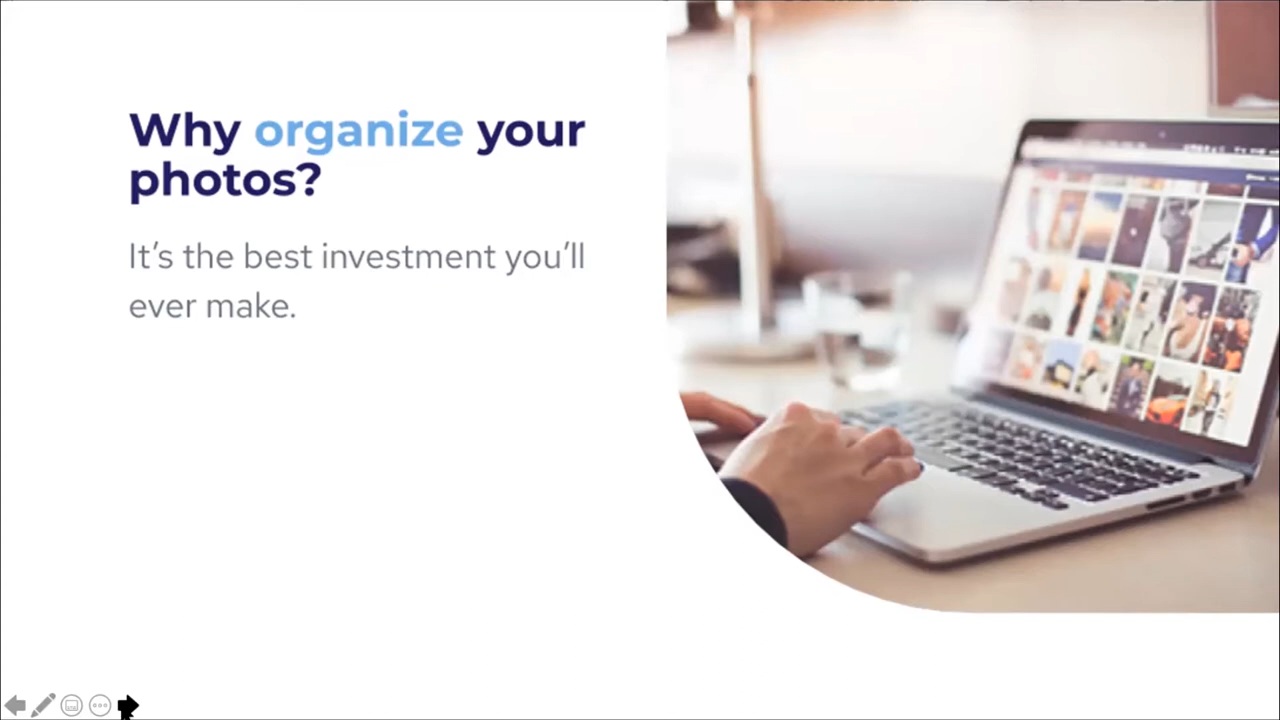 Why organize your
photos?
It’s the best investment you’ll
ever make.